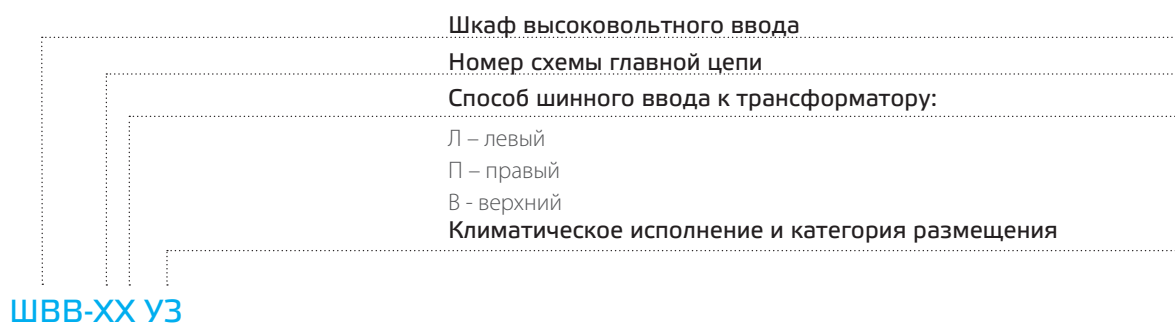 Шкаф высоковольтного ввода
Номер схемы главной цепи
Способ шинного ввода к трансформатору:
Л – левый
П – правый
В - верхний
Климатическое исполнение и категория размещения
ШВВ-ХХ У3